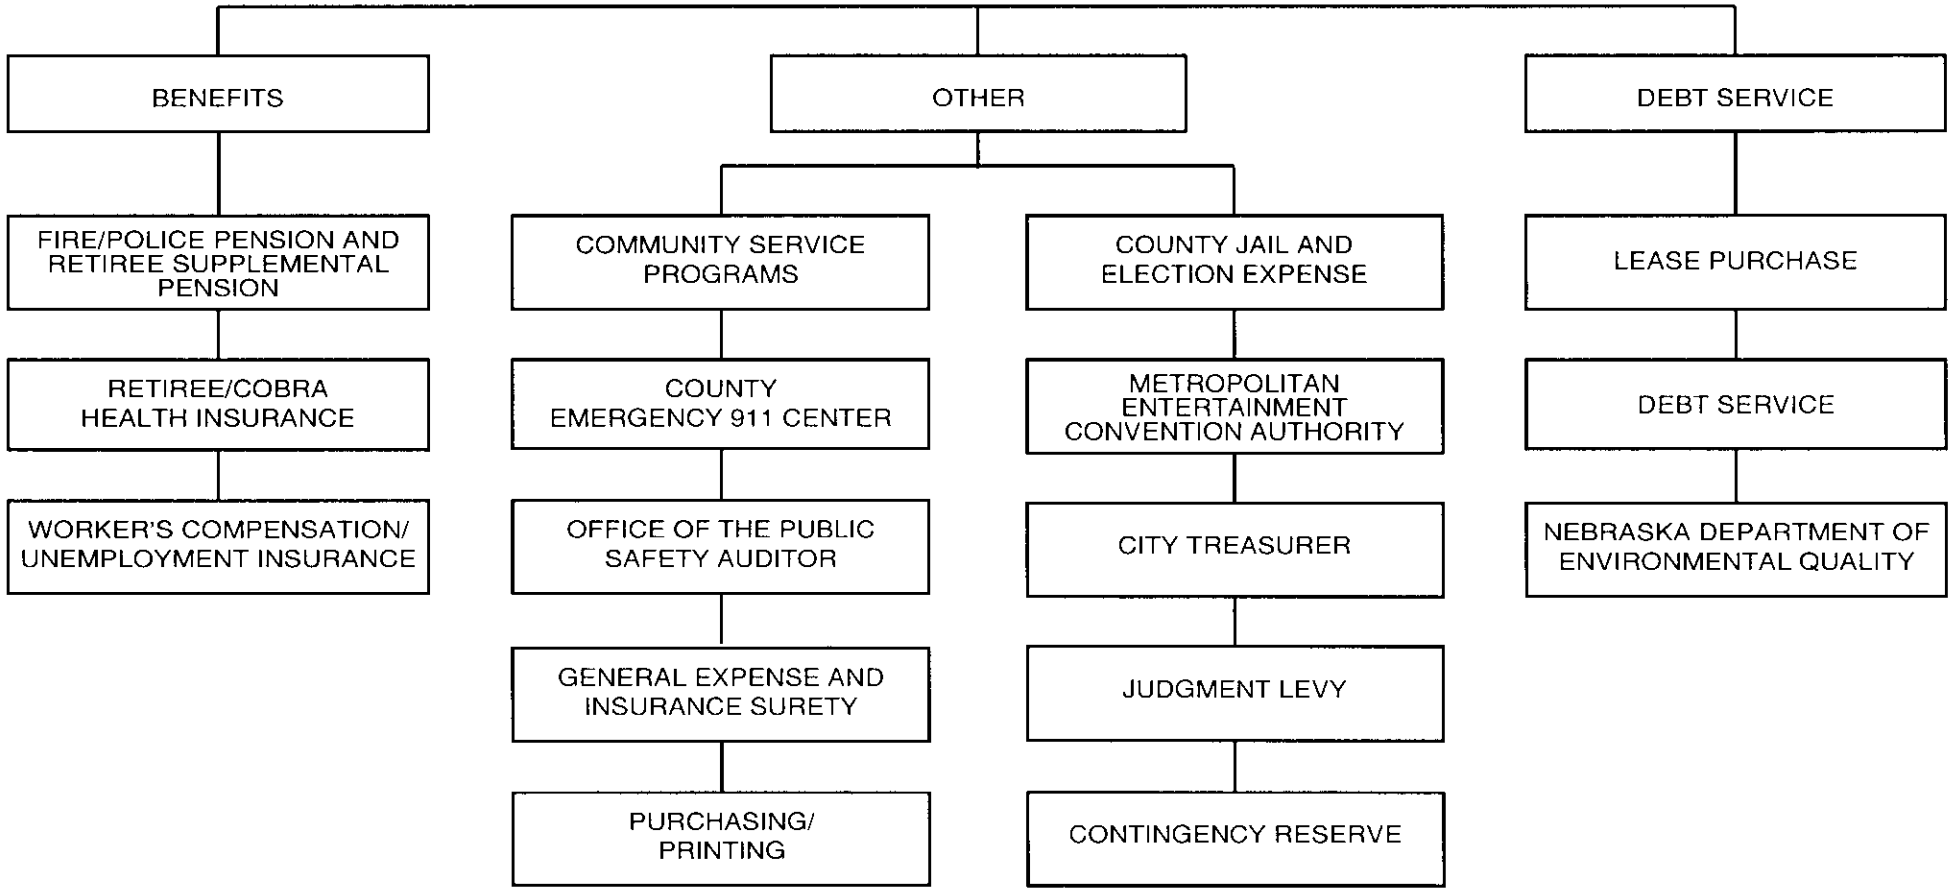 BENEFITS
OTHER
DEBT SERVICE
FIRE/POLICE PENSION AND
RETIREE SUPPLEMENTAL
PENSION
COMMUNITY SERVICE
PROGRAMS
COUNTY JAIL AND
ELECTION EXPENSE
LEASE PURCHASE
RETIREE/COBRA
HEALTH INSURANCE
COUNTY
EMERGENCY 911 CENTER
METROPOLITAN
ENTERTAINMENT
CONVENTION AUTHORITY
DEBT SERVICE
WORKER'S COMPENSATION/
UNEMPLOYMENT INSURANCE
OFFICE OF THE PUBLIC
SAFETY AUDITOR
CITY TREASURER
NEBRASKA DEPARTMENT OF
ENVIRONMENTAL QUALITY
GENERAL EXPENSE AND
INSURANCE SURETY
JUDGMENT LEVY
PURCHASING/
PRINTING
CONTINGENCY RESERVE